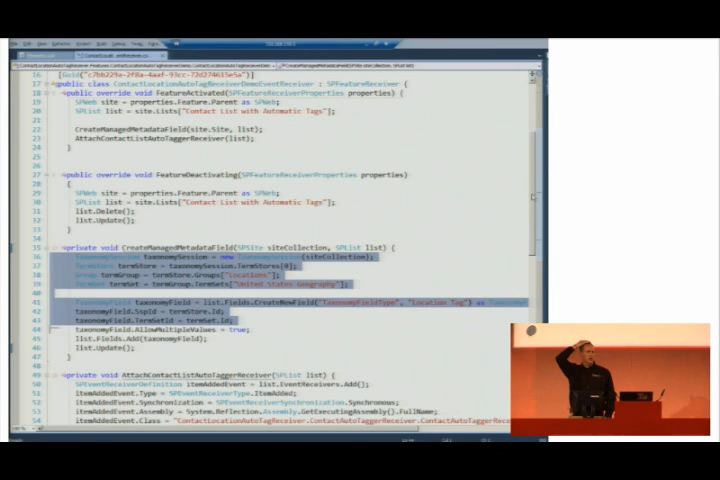 [Guid("c7bb229e-2f8a-4aaf-93cc-72d274615e5a")]
public class ContactLocationAutoTagReceiverDemoEventReceiver : SPFeatureReceiver {
public override void FeatureActivated(SPFeatureReceiverProperties properties) {
SPWeb site = properties.Feature.Parent as SPWeb;
SPList list = site.Lists["Contact List with Automatic Tags"];
CreateManagedMetadataField(site.Site, list);
AttachContactListAutoTaggerReceiver(list);
}
public override void FeatureDeactivating(SPFeatureReceiverProperties properties)
{
SPWeb site = properties.Feature.Parent as SPWeb;
SPList list = site.Lists["Contact List with Automatic Tags"];
list.Delete();
list.Update();
}
private void CreateManagedMetadataField(SPSite siteCollection, SPList list) {
TaxonomySession taxonomySession = new TaxonomySession(siteCollection);
TermStore termStore = taxonomySession.TermStores[0];
Group termGroup = termStore.Groups["Locations"];
TermSet termSet = termGroup.TermSets["United States Geography"];
TaxonomyField taxonomyField = list.Fields.CreateNewField("TaxonomyFieldType", "Location Tag") as
taxonomyField.SspId = termStore.Id;
taxonomyField.TermSetId = termSet.Id;
taxonomyField.AllowMultipleValues = true;
list.Fields.Add(taxonomyField);
list.Update();
}
private void AttachContactListAutoTaggerReceiver(SPList list) {
SPEventReceiverDefinition itemAddedEvent = list.EventReceivers.Add();
itemAddedEvent.Type = SPEventReceiverType.ItemAdded;
itemAddedEvent.Synchronization = SPEventReceiverSynchronization.Synchronous;
itemAddedEvent.Assembly = System.Reflection.Assembly.GetExecutingAssembly().FullName;
itemAddedEvent.Class = "ContactLocationAutoTagReceiver.ContactAutoTaggerReceiver.ContactAutoTaggerRecei